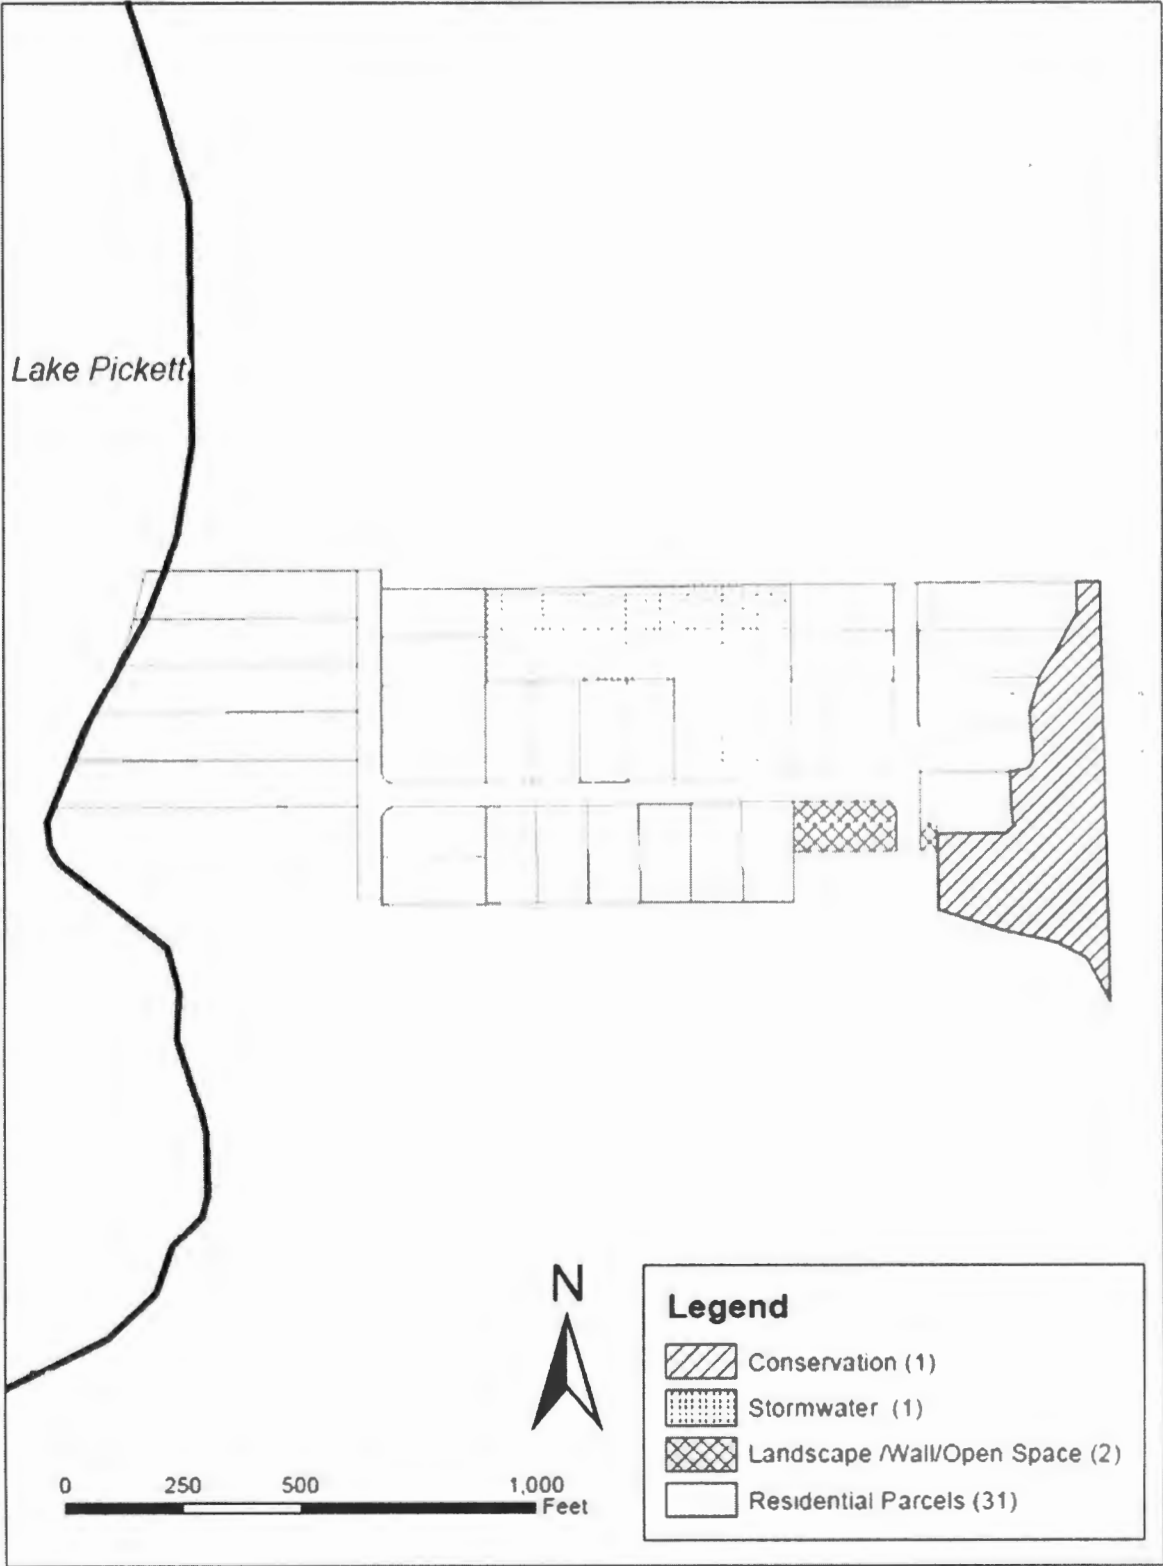 Lake Pickett
N
Legend
Conservation (1)
Stormwater (1)
Landscape /Wall/Open Space (2)
Residential Parcels (31)
0 250 500 1,000
Feet